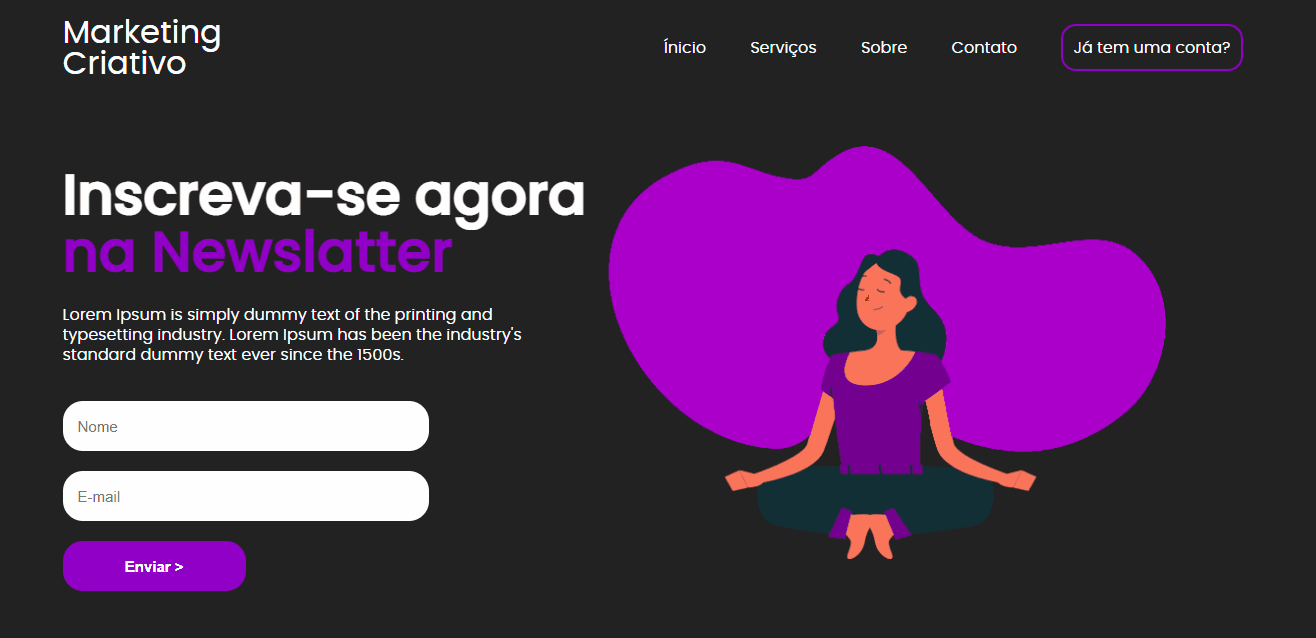 Marketing
Criativo
Ínicio
Serviços
Sobre
Contato
Já tem uma conta?
Inscreva-se agora
na Newslatter
Lorem Ipsum is simply dummy text of the printing and
typesetting industry. Lorem Ipsum has been the industry's
standard dummy text ever since the 1500s.
Nome
E-mail
Enviar >